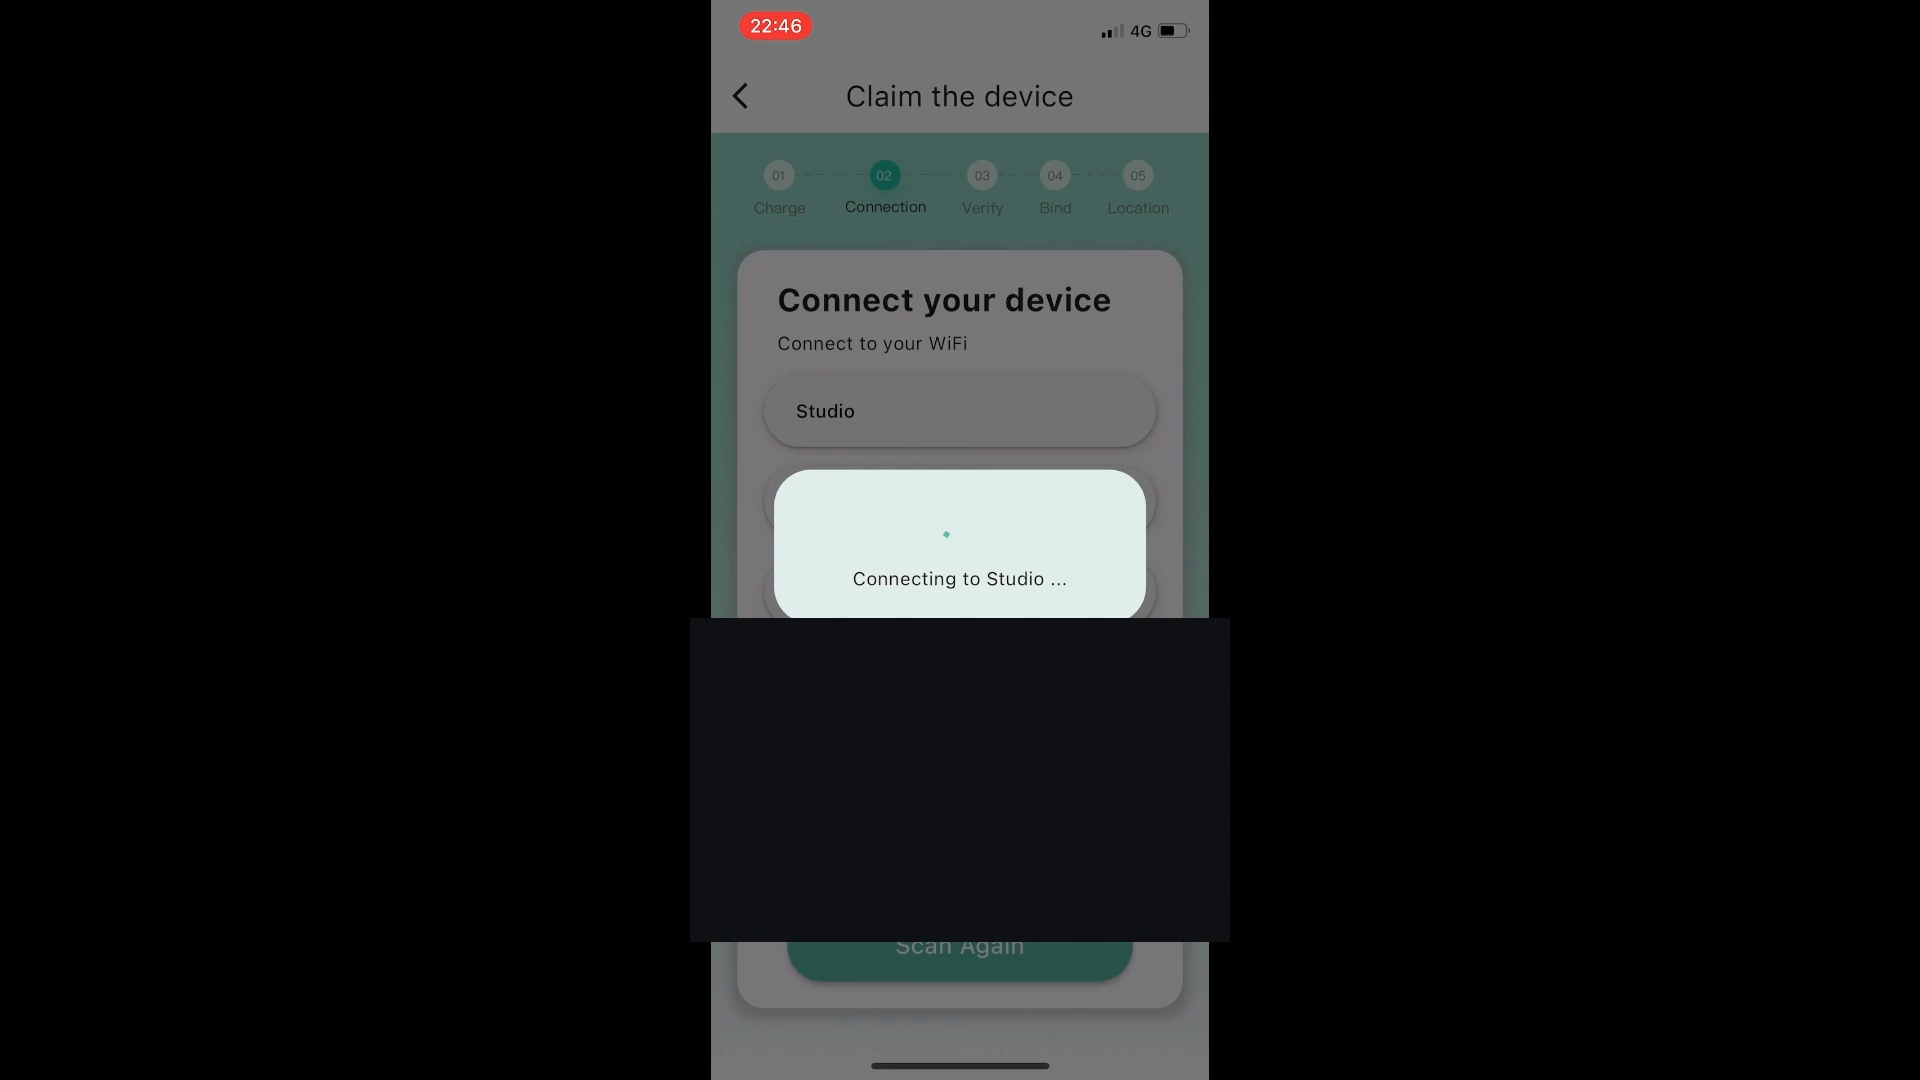 22:46
4G
Claim the device
01 02 03 04 05
Charge Connection Verify Bind Location
Connect your device
Connect to your WiFi
Studio
Connecting to Studio ...
Scan Again